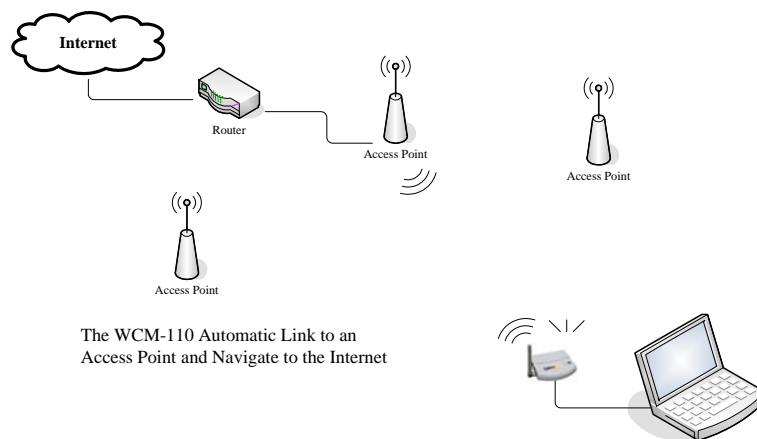 Internet
Router
Access Point
Access Point
Access Point
The WCM-110 Automatic Link to an
Access Point and Navigate to the Internet